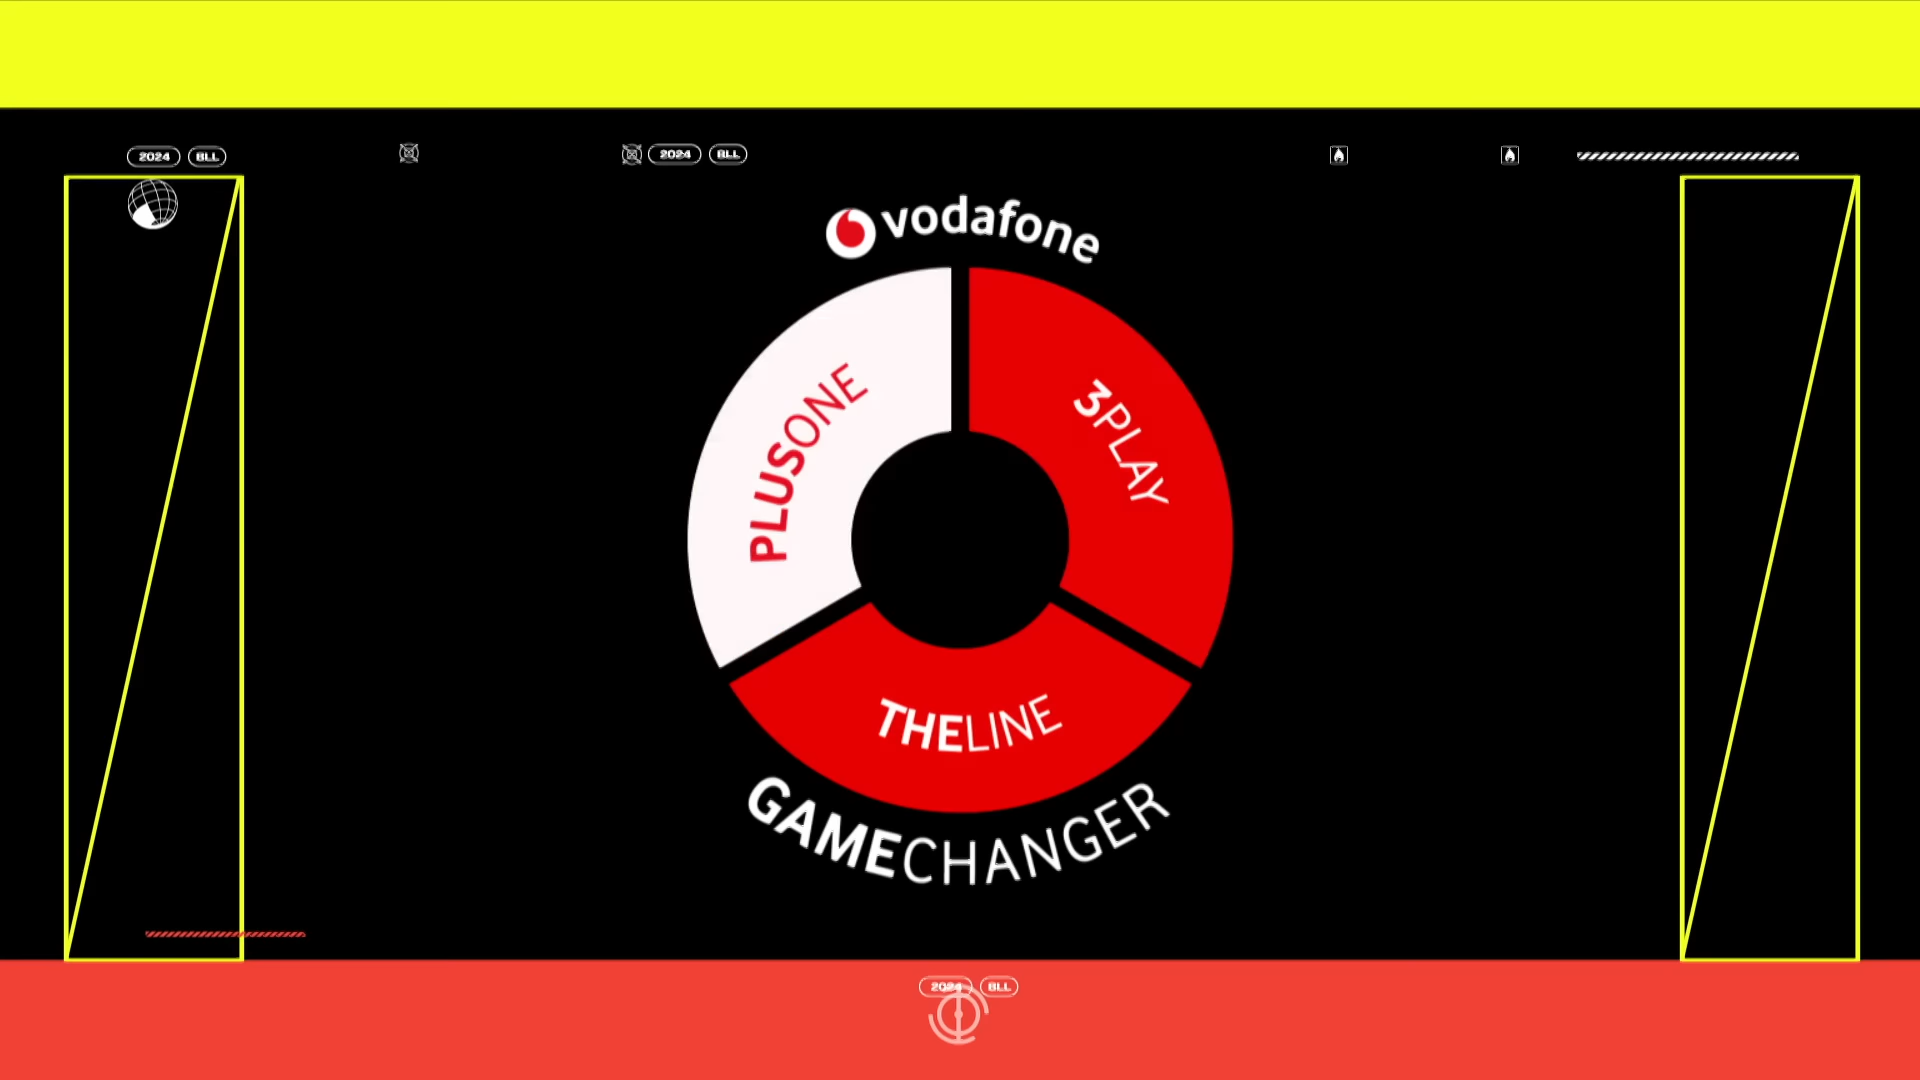 2024 BLL
2024 BLL
vodafone
PLUSONE
3PLAY
THELINE
GAMECHANGER
2024 BLL